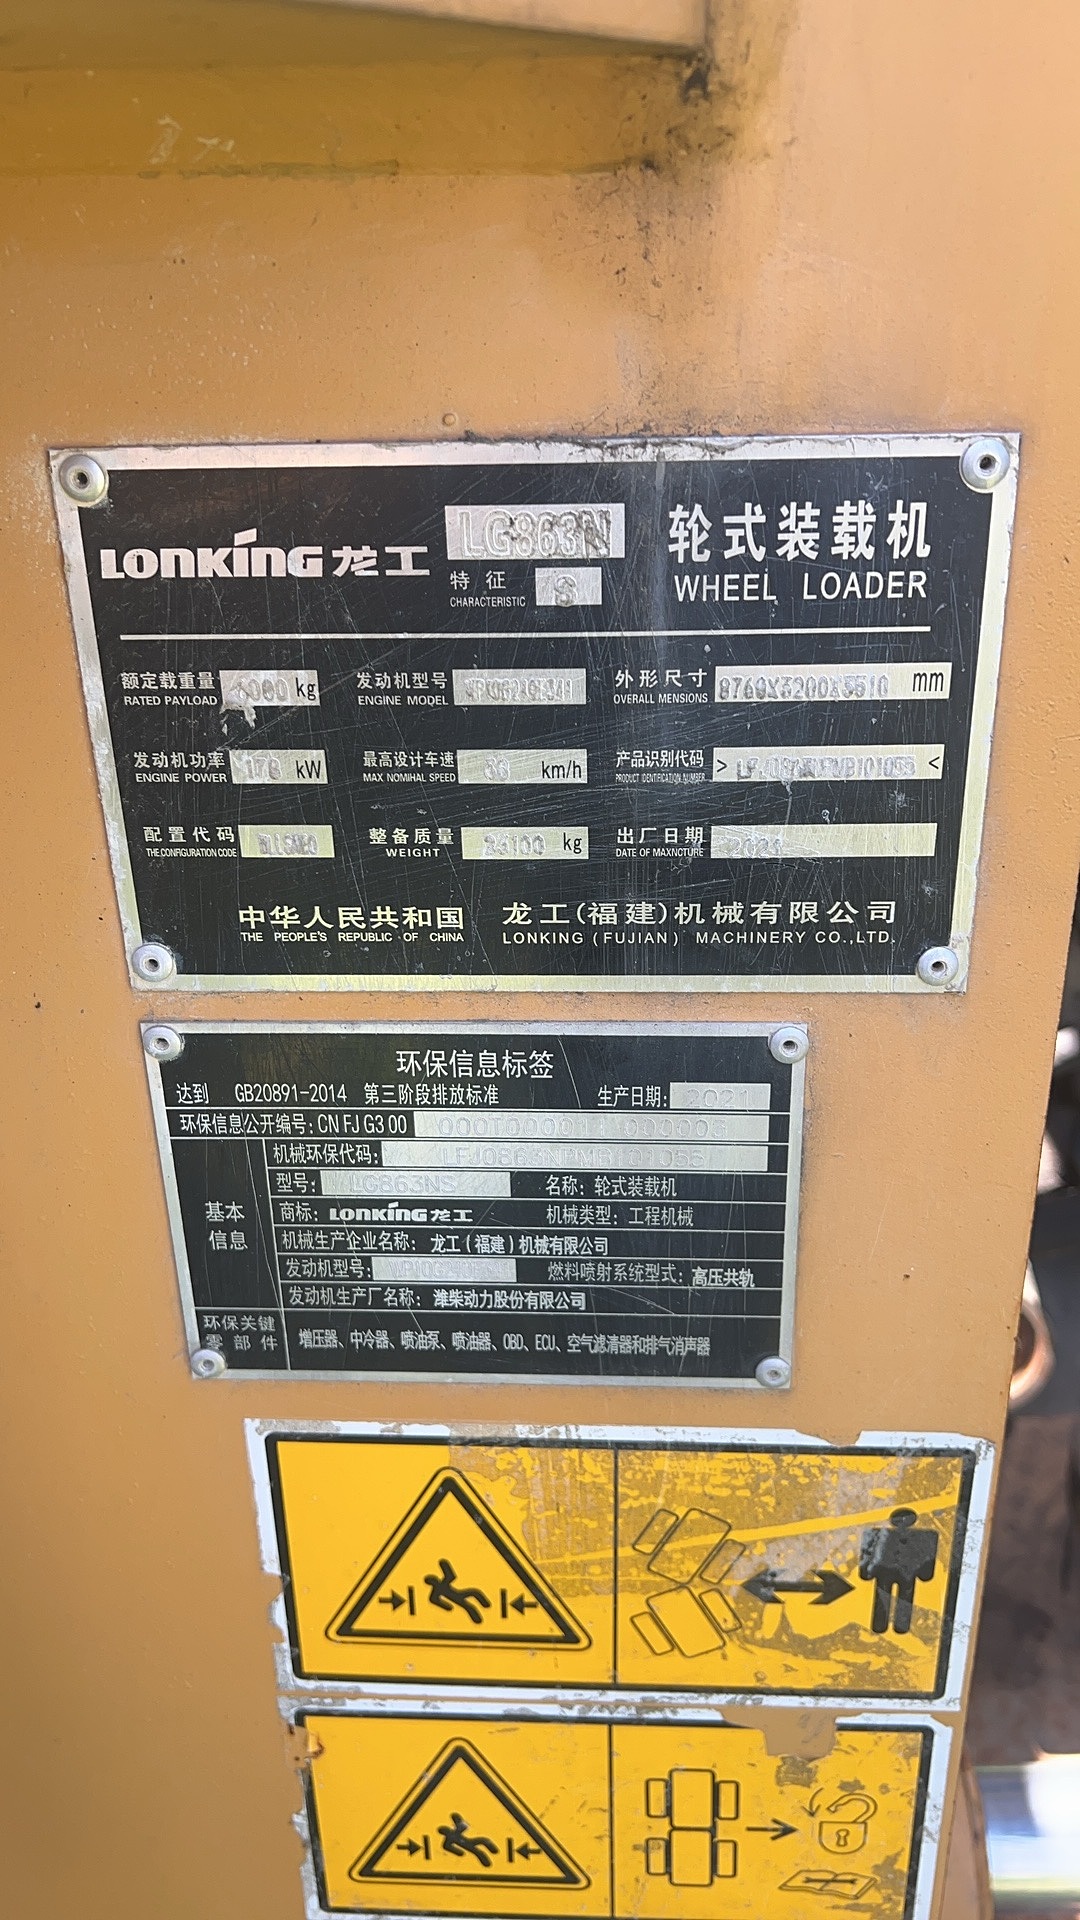 LONKING 龙工 LG863N 轮式装载机
特征 S WHEEL LOADER
CHARACTERISTIC
额定载重量 6000 kg 发动机型号 外形尺寸 8760X3200X3510 mm
RATED PAYLOAD ENGINE MODEL OVERALL MENSIONS
发动机功率 kW 最高设计车速 km/h 产品识别代码 > <
ENGINE POWER MAX NOMIHAL SPEED PRODUCT IDENTIFICATION NUMBER
配置代码 整备质量 kg 出厂日期 2021
THE CONFIGURATION CODE WEIGHT DATE OF MAXNCTURE
中华人民共和国 龙工(福建)机械有限公司
THE PEOPLE'S REPUBLIC OF CHINA LONKING (FUJIAN) MACHINERY CO.,LTD.
环保信息标签
达到 GB20891-2014 第三阶段排放标准 生产日期: 2021
环保信息公开编号: CN FJ G3 00
机械环保代码:
型号: LG863NS 名称: 轮式装载机
基本信息 商标: LONKING 龙工 机械类型: 工程机械
机械生产企业名称: 龙工(福建)机械有限公司
发动机型号: 燃料喷射系统型式: 高压共轨
发动机生产厂名称: 潍柴动力股份有限公司
环保关键零部件 增压器、中冷器、喷油泵、喷油器、OBD、ECU、空气滤清器和排气消声器